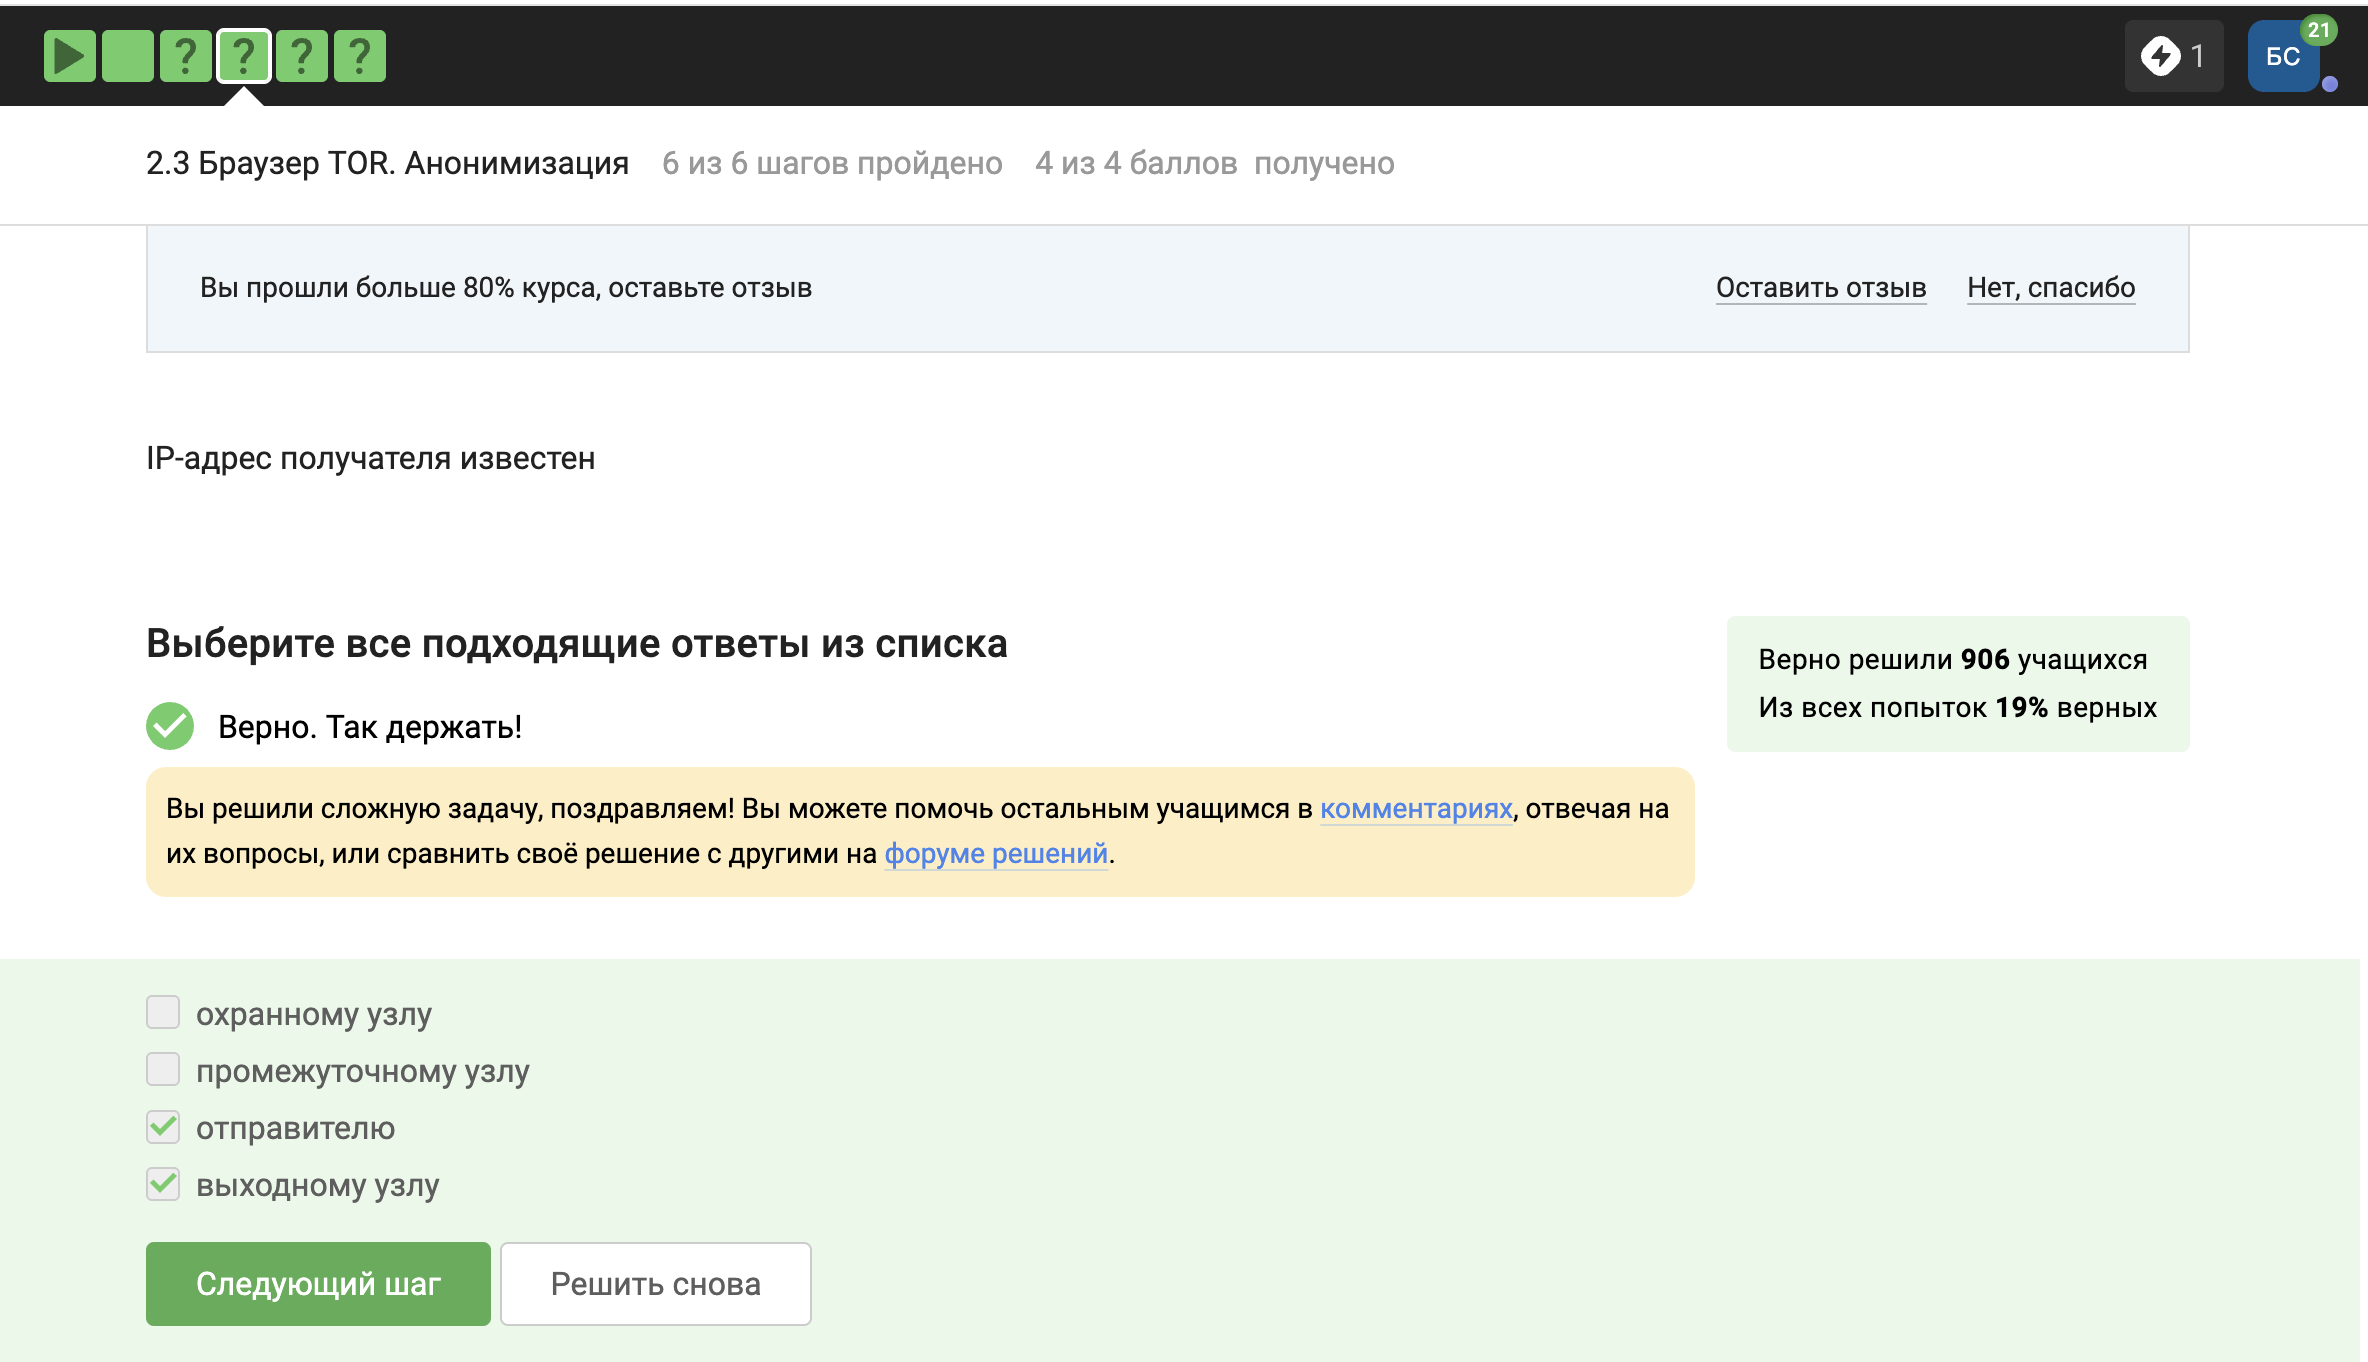 ? ? ? ?
1
БС
21
2.3 Браузер TOR. Анонимизация 6 из 6 шагов пройдено 4 из 4 баллов получено
Вы прошли больше 80% курса, оставьте отзыв Оставить отзыв Нет, спасибо
IP-адрес получателя известен
Выберите все подходящие ответы из списка
Верно решили 906 учащихся
Из всех попыток 19% верных
Верно. Так держать!
Вы решили сложную задачу, поздравляем! Вы можете помочь остальным учащимся в комментариях, отвечая на
их вопросы, или сравнить своё решение с другими на форуме решений.
охранному узлу
промежуточному узлу
отправителю
выходному узлу
Следующий шаг Решить снова